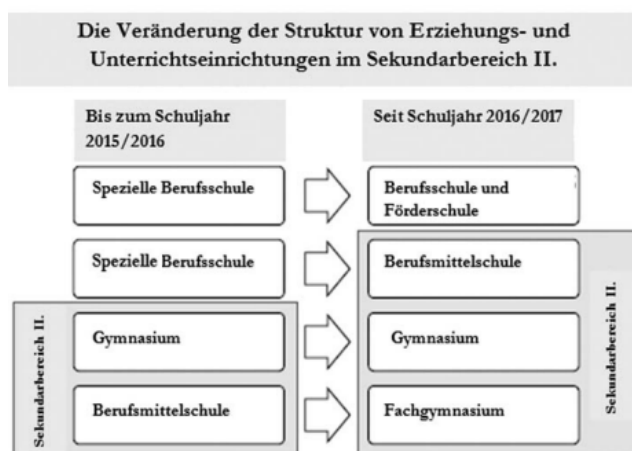 Die Veränderung der Struktur von Erziehungs- und
Unterrichtseinrichtungen im Sekundarbereich II.
Bis zum Schuljahr
2015/2016
Seit Schuljahr 2016/2017
Spezielle Berufsschule
Berufsschule und
Förderschule
Spezielle Berufsschule
Berufsmittelschule
Gymnasium
Gymnasium
Berufsmittelschule
Fachgymnasium
Sekundarbereich II.
Sekundarbereich II.